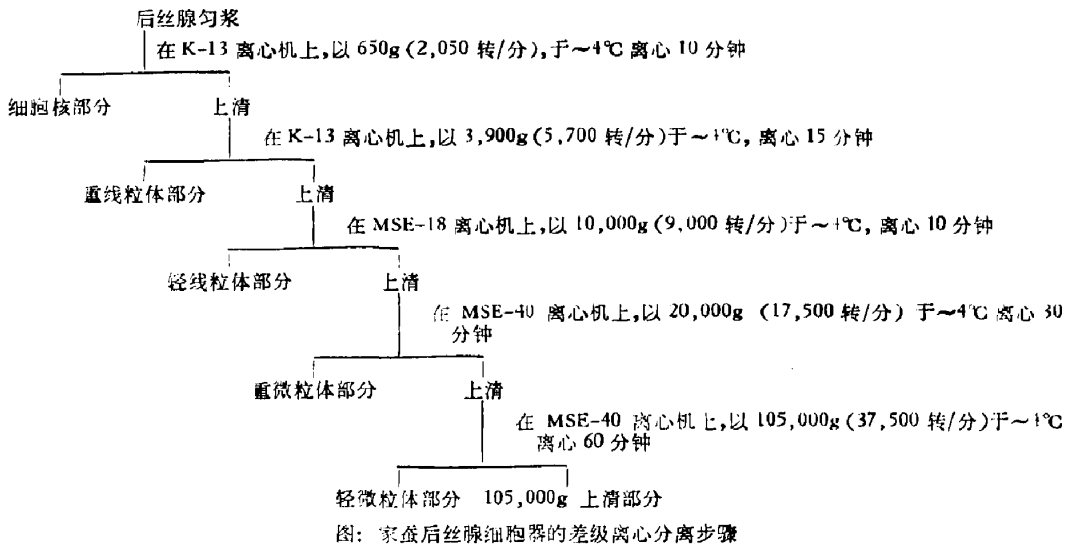 后丝腺匀浆
在 K-13 离心机上,以 650g (2,050 转/分),于~4℃ 离心 10 分钟
细胞核部分 上清
在 K-13 离心机上,以 3,900g (5,700 转/分)于~4℃, 离心 15 分钟
重线粒体部分 上清
在 MSE-18 离心机上,以 10,000g (9,000 转/分)于~4℃, 离心 10 分钟
轻线粒体部分 上清
在 MSE-40 离心机上,以 20,000g (17,500 转/分) 于~4℃ 离心 30
分钟
重微粒体部分 上清
在 MSE-40 离心机上,以 105,000g (37,500 转/分)于~4℃
离心 60 分钟
轻微粒体部分 105,000g 上清部分
图: 家蚕后丝腺细胞器的差级离心分离步骤